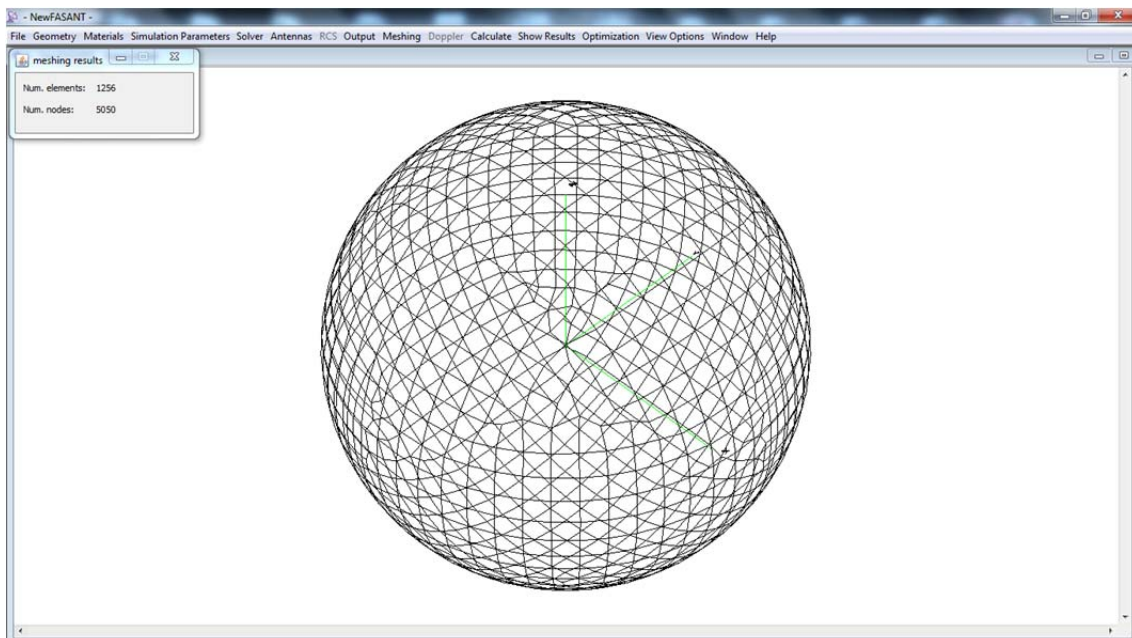 - NewFASANT -
File Geometry Materials Simulation Parameters Solver Antennas RCS Output Meshing Doppler Calculate Show Results Optimization View Options Window Help
meshing results
Num. elements: 1256
Num. nodes: 5050